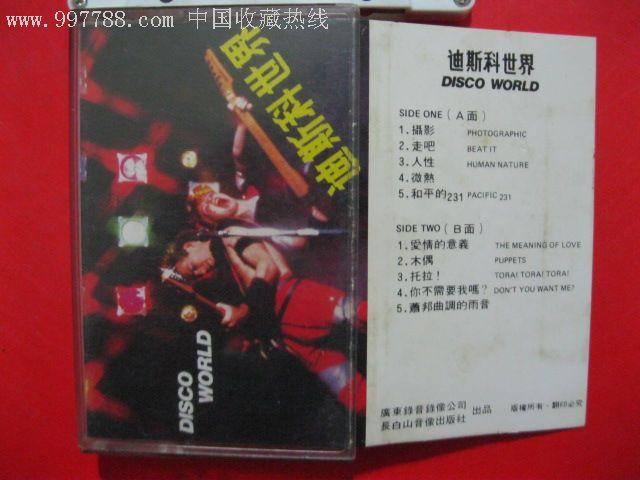 www.997788.com 中国收藏热线
迪斯科世界
DISCO
WORLD
迪斯科世界
DISCO WORLD
SIDE ONE ( A面 )
1. 攝影 PHOTOGRAPHIC
2. 走吧 BEAT IT
3. 人性 HUMAN NATURE
4. 微熱
5. 和平的231 PACIFIC 231
SIDE TWO ( B面 )
1. 愛情的意義 THE MEANING OF LOVE
2. 木偶 PUPPETS
3. 托拉! TORA! TORA! TORA!
4. 你不需要我嗎? DON'T YOU WANT ME?
5. 蕭邦曲調的雨音
廣東錄音錄像公司
長白山音像出版社 出品 版權所有、翻印必究